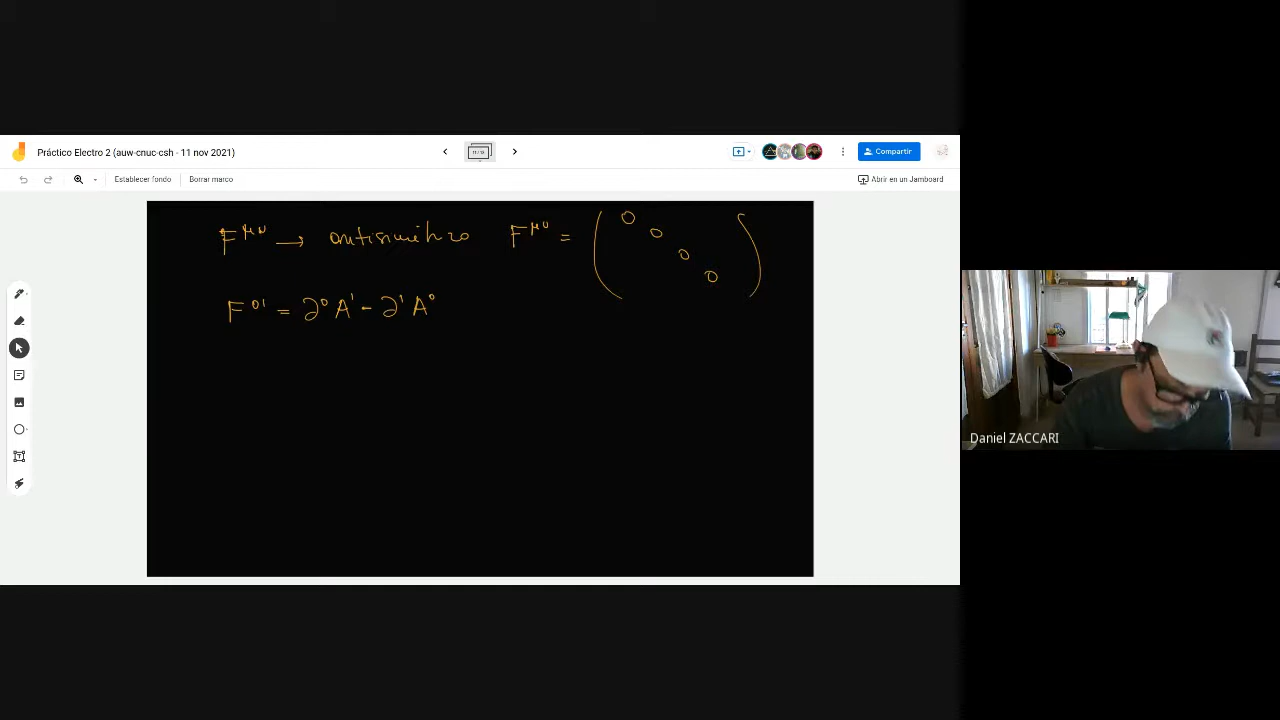 Práctico Electro 2 (auw-cnuc-csh - 11 nov 2021)
Compartir
Establecer fondo
Borrar marco
Abrir en un Jamboard
F^{μν} → antisimétrico F^{μν} = ( 0 0 0 0 )
F^{01} = ∂^0 A^1 - ∂^1 A^0
Daniel ZACCARI